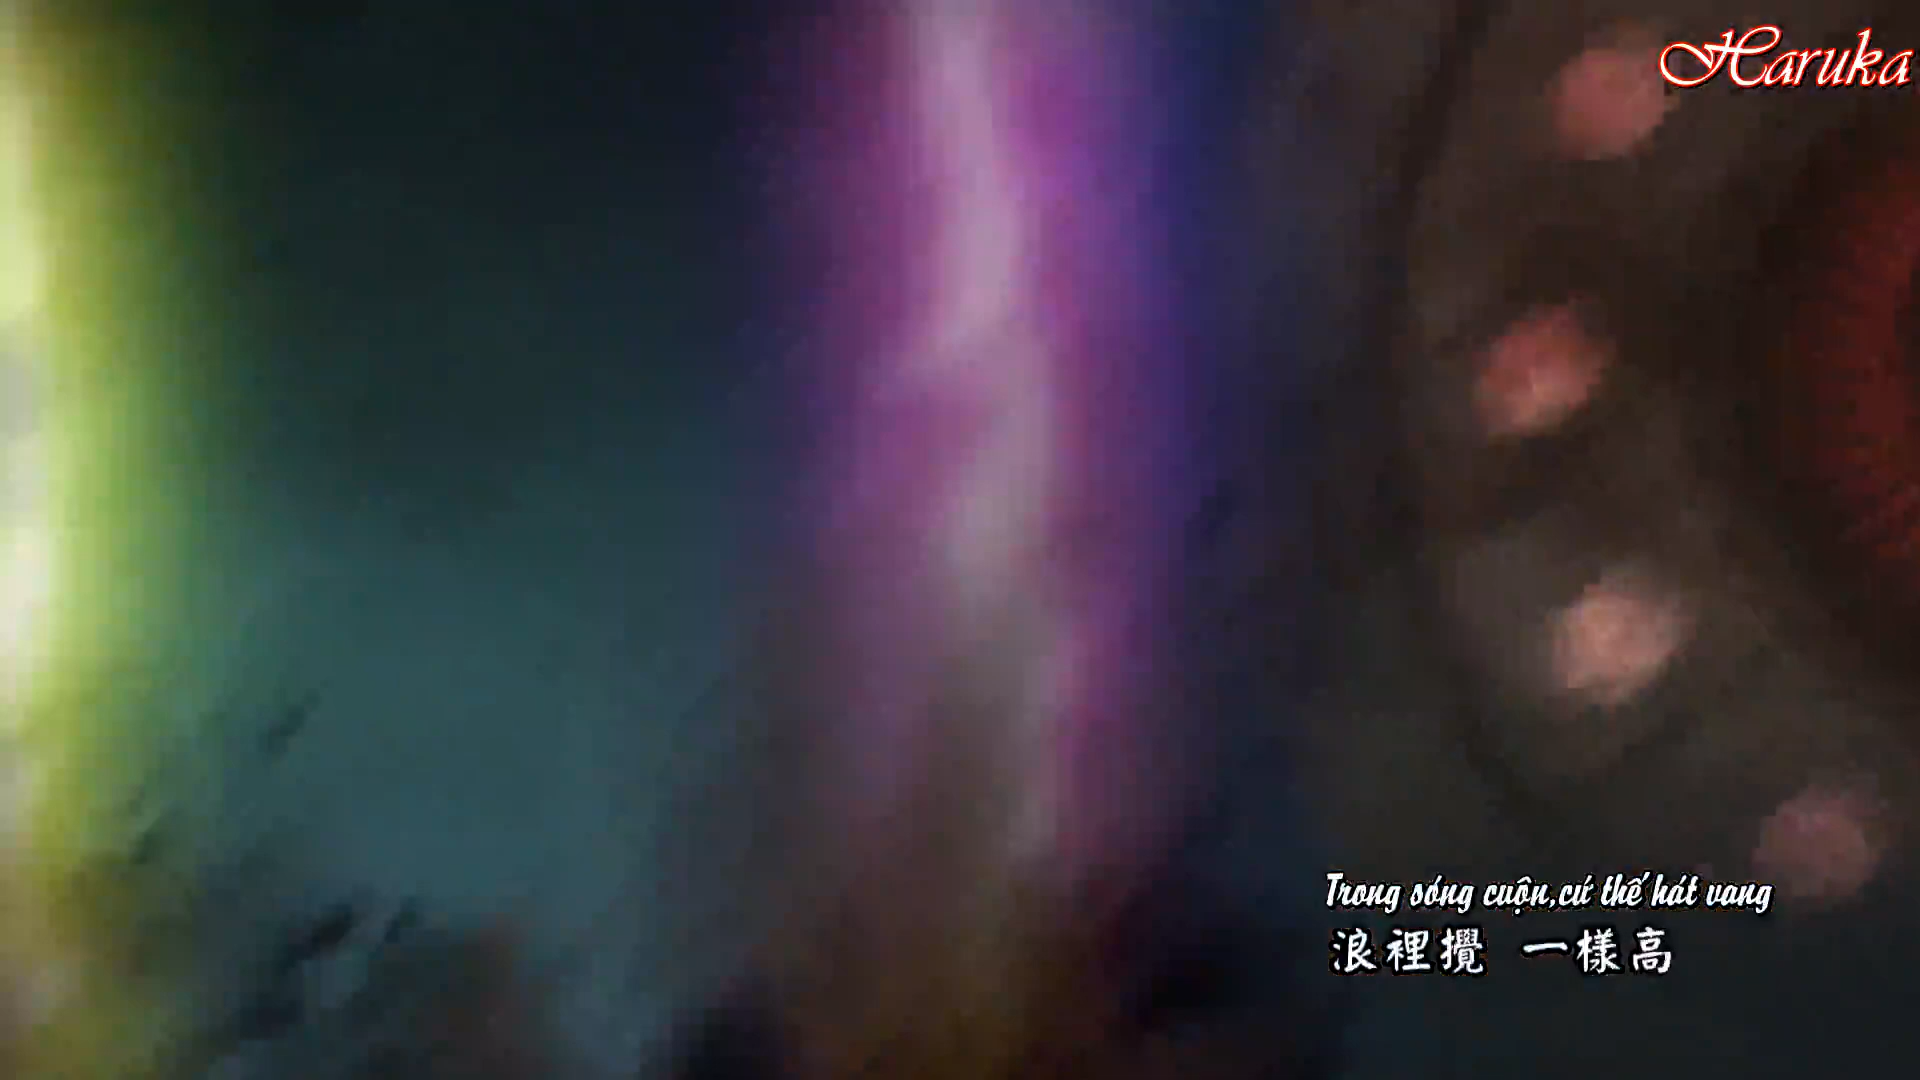 Haruka
Trong sóng cuộn,cứ thế hát vang
浪裡攪 一樣高